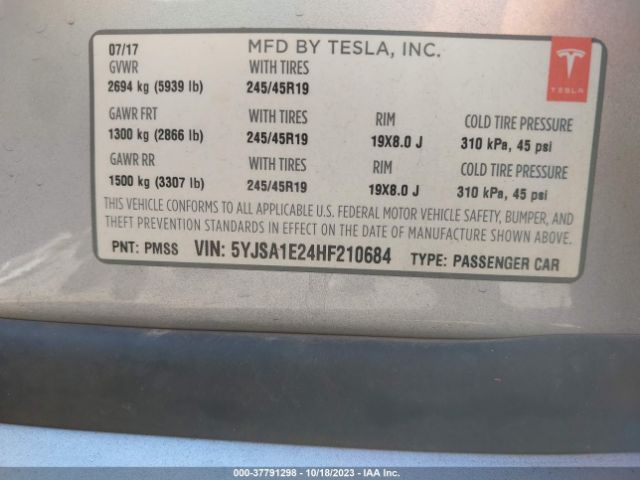 07/17 MFD BY TESLA, INC.
GVWR WITH TIRES
2694 kg (5939 lb) 245/45R19
TESLA
GAWR FRT WITH TIRES RIM COLD TIRE PRESSURE
1300 kg (2866 lb) 245/45R19 19X8.0 J 310 kPa, 45 psi
GAWR RR WITH TIRES RIM COLD TIRE PRESSURE
1500 kg (3307 lb) 245/45R19 19X8.0 J 310 kPa, 45 psi
THIS VEHICLE CONFORMS TO ALL APPLICABLE U.S. FEDERAL MOTOR VEHICLE SAFETY, BUMPER, AND
THEFT PREVENTION STANDARDS IN EFFECT ON THE DATE OF MANUFACTURE SHOWN ABOVE.
PNT: PMSS VIN: 5YJSA1E24HF210684 TYPE: PASSENGER CAR
000-37791298 - 10/18/2023 - IAA Inc.